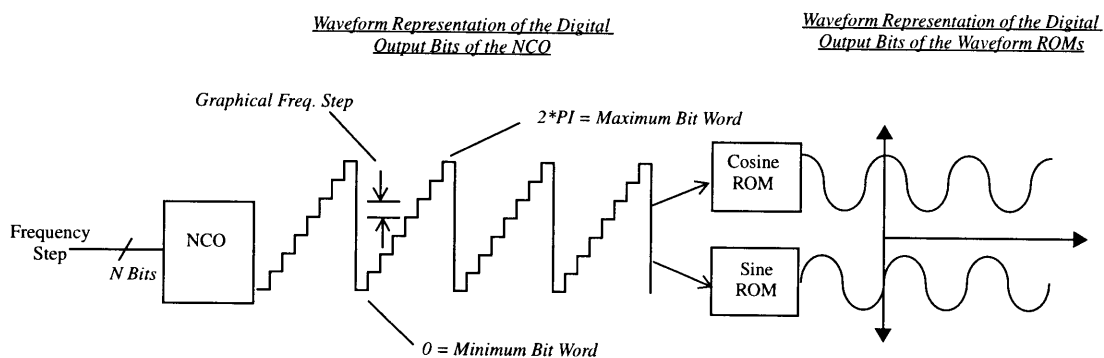 Waveform Representation of the Digital
Output Bits of the NCO
Waveform Representation of the Digital
Output Bits of the Waveform ROMs
Graphical Freq. Step
2*PI = Maximum Bit Word
Cosine
ROM
Frequency
Step
N Bits
NCO
Sine
ROM
0 = Minimum Bit Word